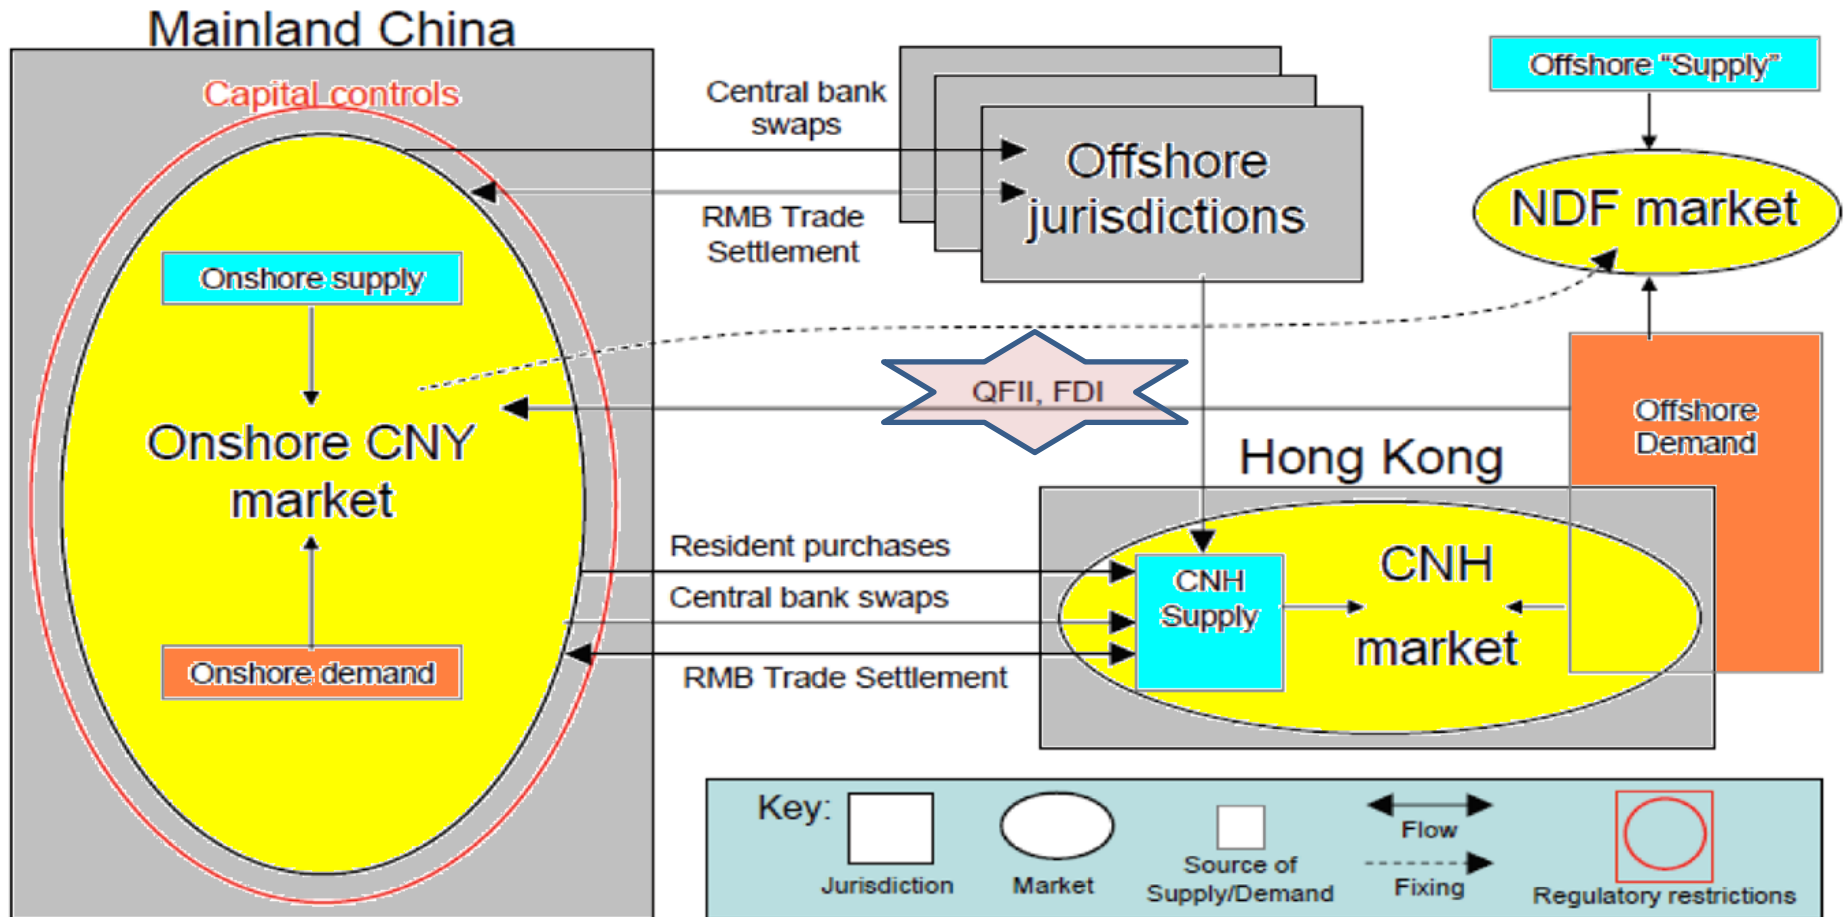 Mainland China
Capital controls
Central bank
swaps
RMB Trade
Settlement
Offshore
jurisdictions
Offshore “Supply”
NDF market
Onshore supply
Onshore CNY
market
Onshore demand
QFII, FDI
Offshore
Demand
Hong Kong
Resident purchases
Central bank swaps
RMB Trade Settlement
CNH
Supply
CNH
market
Key:
Jurisdiction
Market
Source of
Supply/Demand
Flow
Fixing
Regulatory restrictions